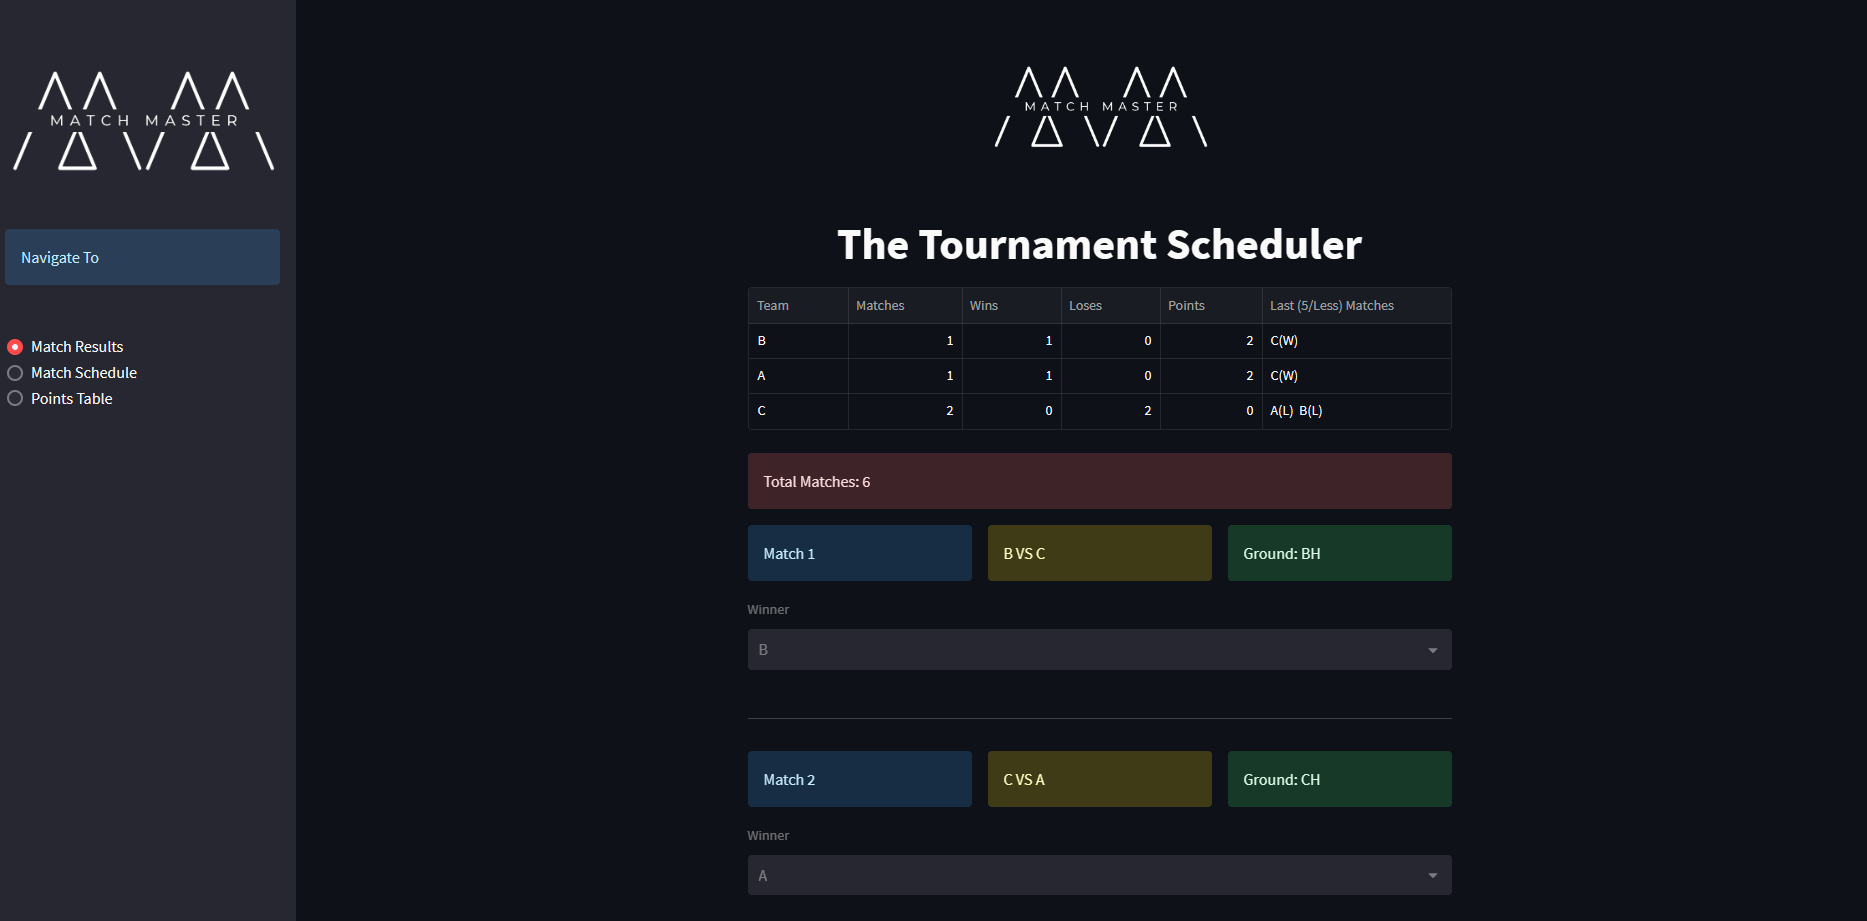 MATCH MASTER
Navigate To
Match Results
Match Schedule
Points Table
MATCH MASTER
The Tournament Scheduler
Team Matches Wins Loses Points Last (5/Less) Matches
B 1 1 0 2 C(W)
A 1 1 0 2 C(W)
C 2 0 2 0 A(L) B(L)
Total Matches: 6
Match 1 B VS C Ground: BH
Winner
B
Match 2 C VS A Ground: CH
Winner
A